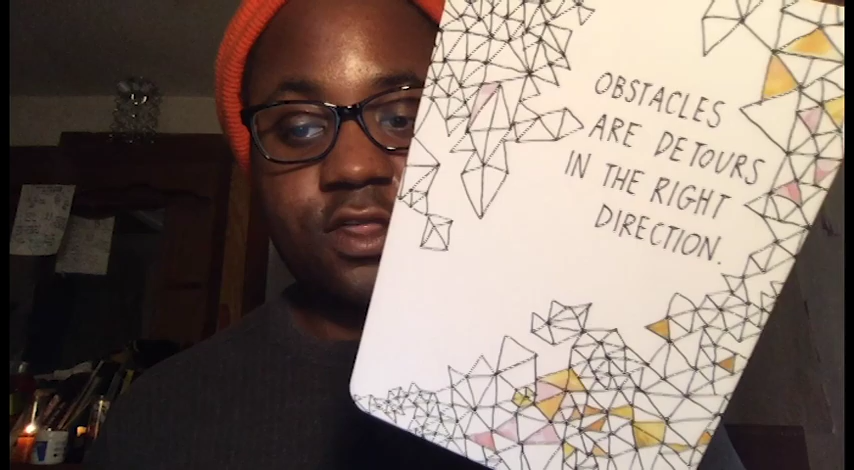 OBSTACLES
ARE DETOURS
IN THE RIGHT
DIRECTION.